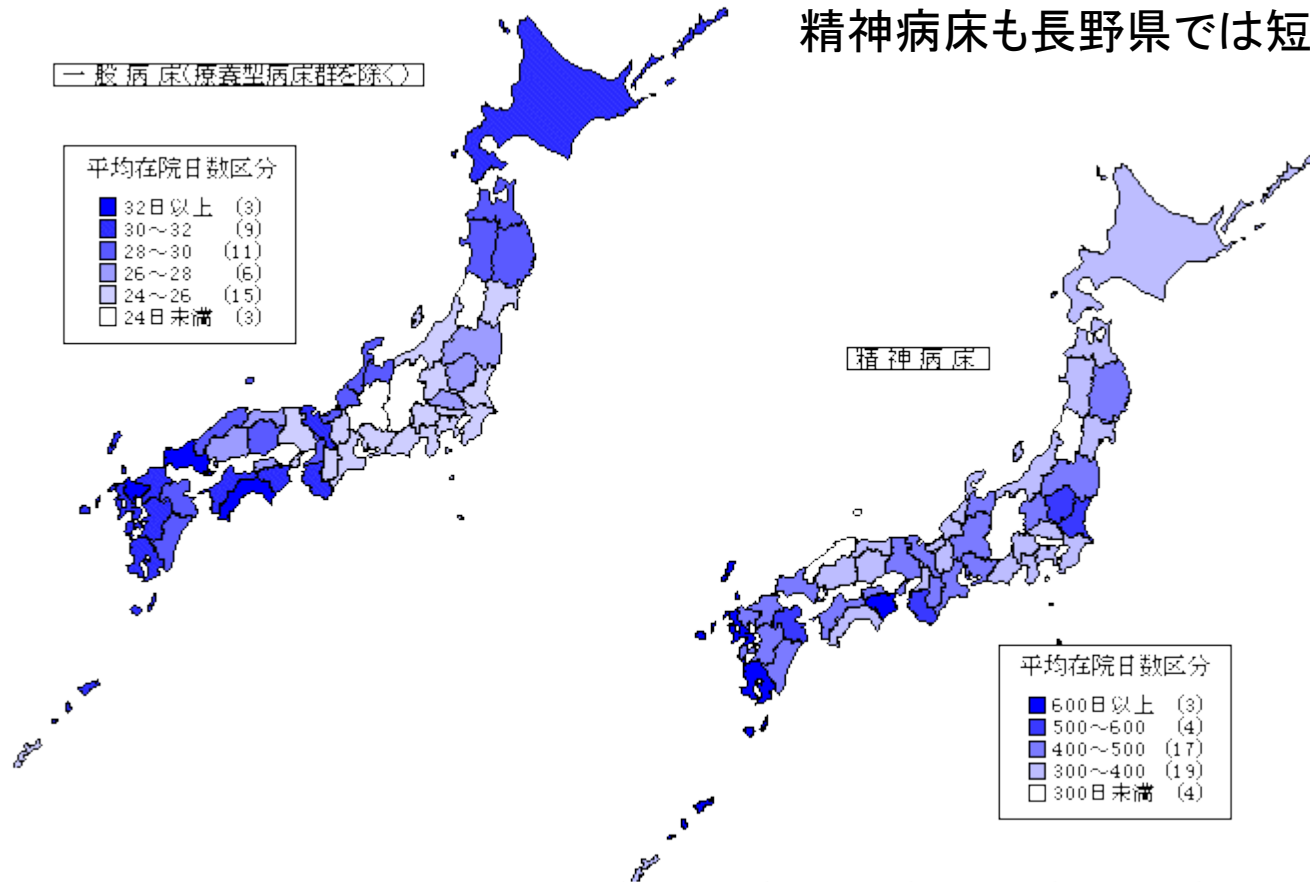 精神病床も長野県では短
一般病床(療養型病床群を除く)
平均在院日数区分
32日以上 (3)
30～32 (9)
28～30 (11)
26～28 (6)
24～26 (15)
24日未満 (3)
精神病床
平均在院日数区分
600日以上 (3)
500～600 (4)
400～500 (17)
300～400 (19)
300日未満 (4)